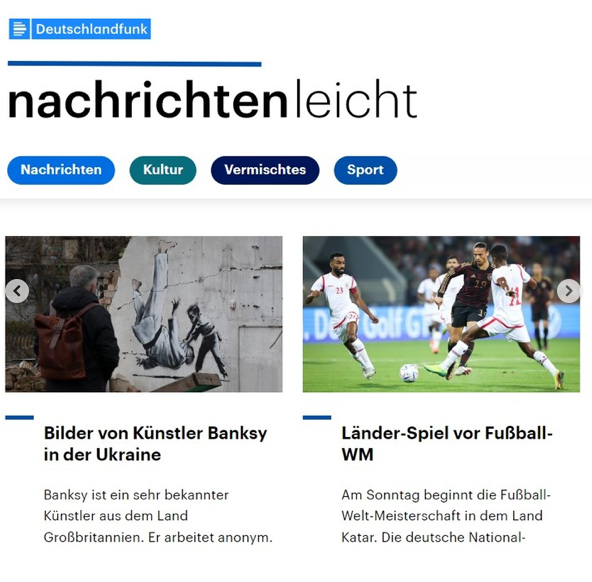 Deutschlandfunk
nachrichtenleicht
Nachrichten Kultur Vermischtes Sport
23
19
Bilder von Künstler Banksy
in der Ukraine
Banksy ist ein sehr bekannter
Künstler aus dem Land
Großbritannien. Er arbeitet anonym.
Länder-Spiel vor Fußball-
WM
Am Sonntag beginnt die Fußball-
Welt-Meisterschaft in dem Land
Katar. Die deutsche National-